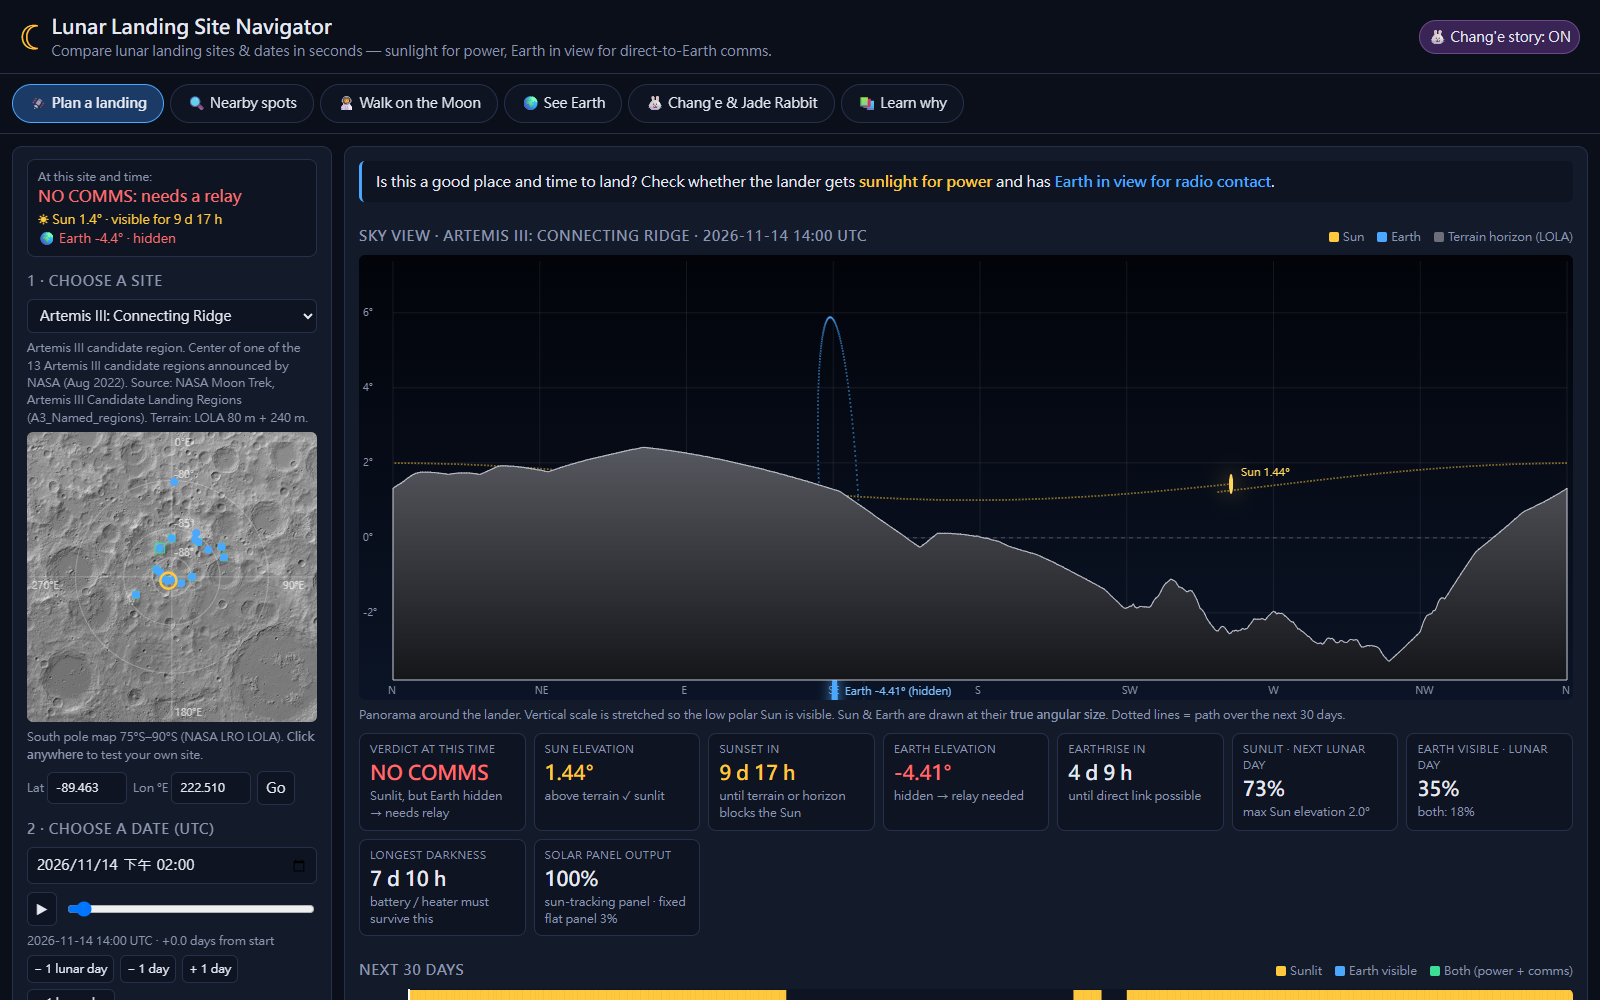 Lunar Landing Site Navigator
Compare lunar landing sites & dates in seconds — sunlight for power, Earth in view for direct-to-Earth comms.
Chang'e story: ON
Plan a landing
Nearby spots
Walk on the Moon
See Earth
Chang'e & Jade Rabbit
Learn why
At this site and time:
NO COMMS: needs a relay
Sun 1.4° · visible for 9 d 17 h
Earth -4.4° · hidden
1 · CHOOSE A SITE
Artemis III: Connecting Ridge
Artemis III candidate region. Center of one of the
13 Artemis III candidate regions announced by
NASA (Aug 2022). Source: NASA Moon Trek,
Artemis III Candidate Landing Regions
(A3_Named_regions). Terrain: LOLA 80 m + 240 m.
0°E
-80°
-85°
-88°
270°E
90°E
180°E
South pole map 75°S–90°S (NASA LRO LOLA). Click
anywhere to test your own site.
Lat -89.463 Lon °E 222.510 Go
2 · CHOOSE A DATE (UTC)
2026/11/14 下午 02:00
2026-11-14 14:00 UTC · +0.0 days from start
− 1 lunar day − 1 day + 1 day
Is this a good place and time to land? Check whether the lander gets sunlight for power and has Earth in view for radio contact.
SKY VIEW · ARTEMIS III: CONNECTING RIDGE · 2026-11-14 14:00 UTC
Sun Earth Terrain horizon (LOLA)
6°
4°
2°
0°
-2°
Sun 1.44°
N NE E SE Earth -4.41° (hidden) S SW W NW N
Panorama around the lander. Vertical scale is stretched so the low polar Sun is visible. Sun & Earth are drawn at their true angular size. Dotted lines = path over the next 30 days.
VERDICT AT THIS TIME
NO COMMS
Sunlit, but Earth hidden
→ needs relay
SUN ELEVATION
1.44°
above terrain ✓ sunlit
SUNSET IN
9 d 17 h
until terrain or horizon
blocks the Sun
EARTH ELEVATION
-4.41°
hidden → relay needed
EARTHRISE IN
4 d 9 h
until direct link possible
SUNLIT · NEXT LUNAR
DAY
73%
max Sun elevation 2.0°
EARTH VISIBLE · LUNAR
DAY
35%
both: 18%
LONGEST DARKNESS
7 d 10 h
battery / heater must
survive this
SOLAR PANEL OUTPUT
100%
sun-tracking panel · fixed
flat panel 3%
NEXT 30 DAYS
Sunlit Earth visible Both (power + comms)